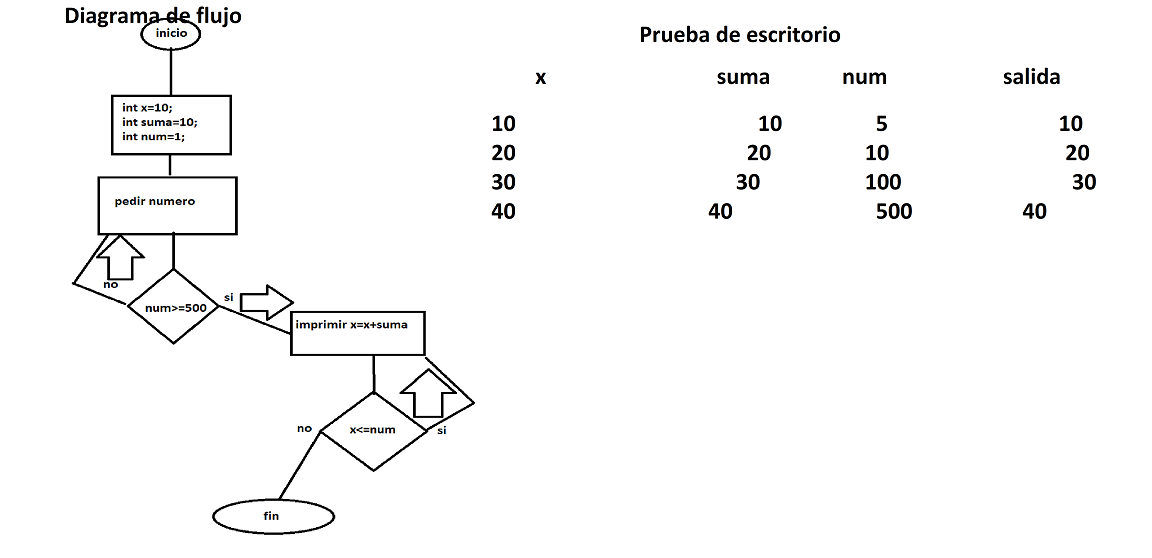 Diagrama de flujo
inicio
int x=10;
int suma=10;
int num=1;
pedir numero
no
num>=500
si
imprimir x=x+suma
no
x<=num
si
fin
Prueba de escritorio
x suma num salida
10 10 5 10
20 20 10 20
30 30 100 30
40 40 500 40